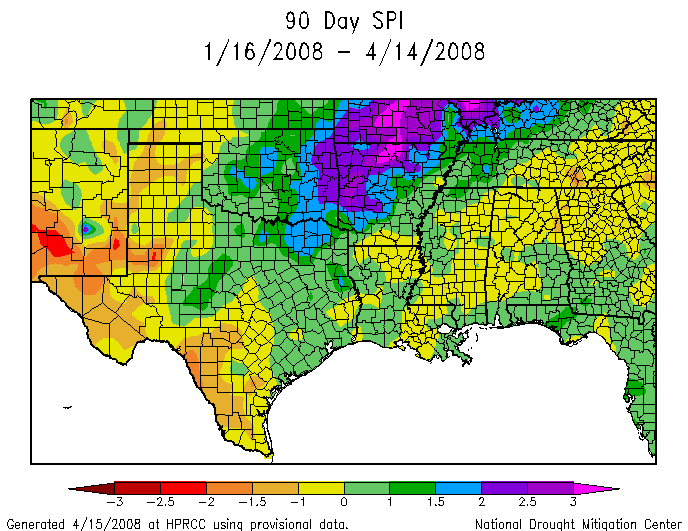 90 Day SPI
1/16/2008 - 4/14/2008
-3 -2.5 -2 -1.5 -1 0 1 1.5 2 2.5 3
Generated 4/15/2008 at HPRCC using provisional data. National Drought Mitigation Center